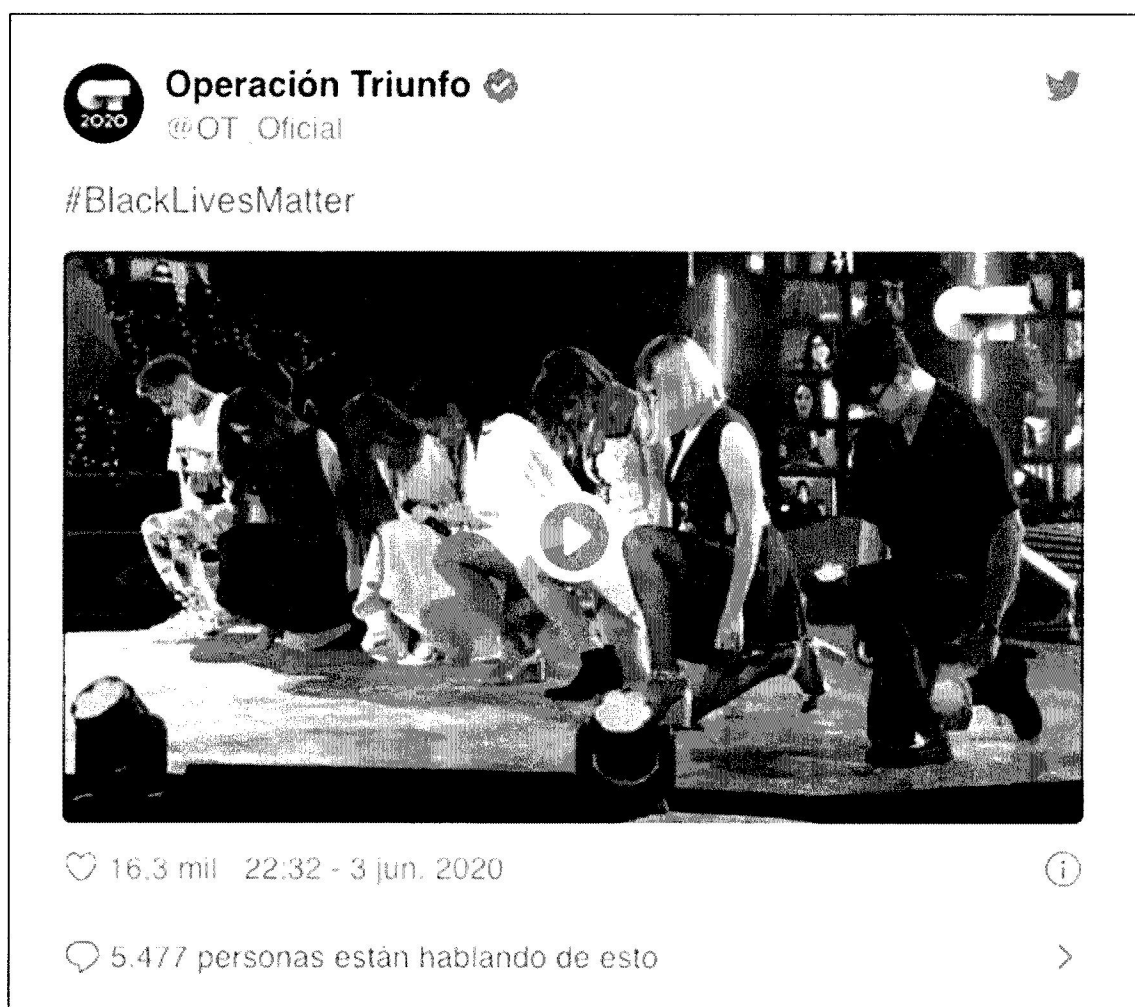 Operación Triunfo
@OT_Oficial
2020
#BlackLivesMatter
16,3 mil 22:32 - 3 jun. 2020
5.477 personas están hablando de esto